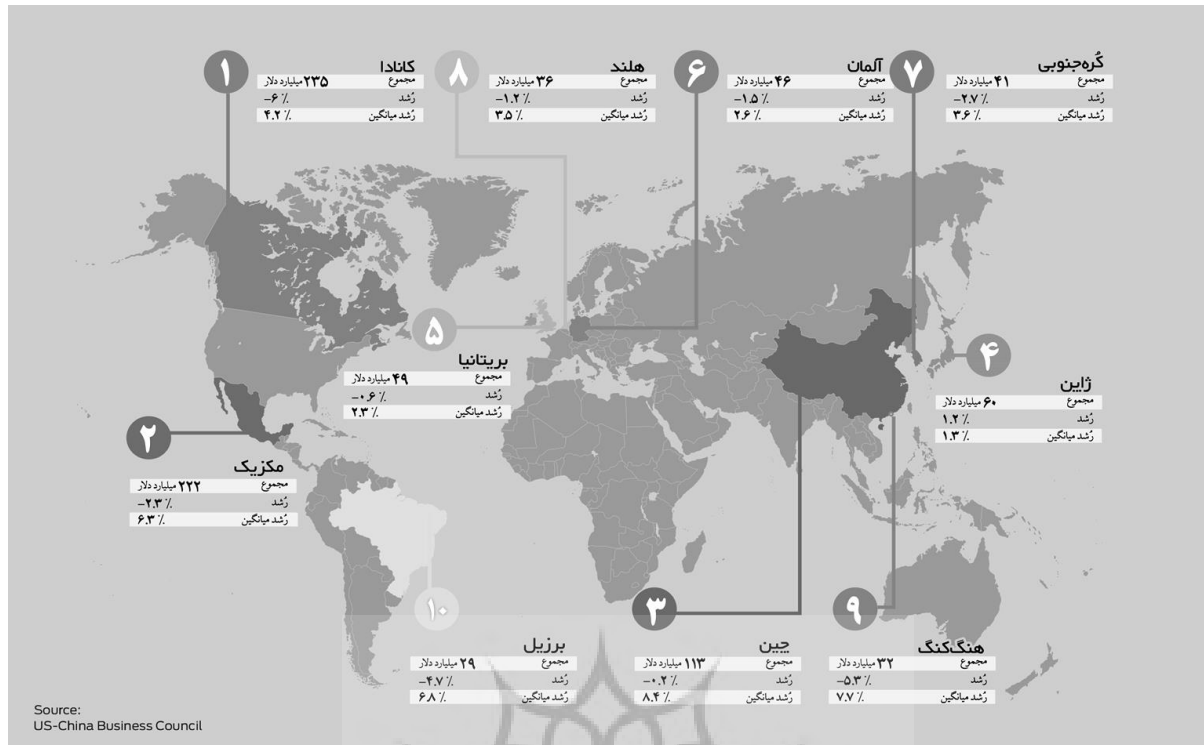 ۱
کانادا
مجموع ۲۳۵ میلیارد دلار
رُشد -۶ ٪
رُشد میانگین ۴.۲ ٪
۸
هلند
مجموع ۳۶ میلیارد دلار
رُشد -۱.۲ ٪
رُشد میانگین ۳.۵ ٪
۶
آلمان
مجموع ۴۶ میلیارد دلار
رُشد -۱.۵ ٪
رُشد میانگین ۲.۶ ٪
۷
کُره‌جنوبی
مجموع ۴۱ میلیارد دلار
رُشد -۲.۷ ٪
رُشد میانگین ۳.۶ ٪
۵
بریتانیا
مجموع ۴۹ میلیارد دلار
رُشد -۰.۶ ٪
رُشد میانگین ۲.۳ ٪
۴
ژاپن
مجموع ۶۰ میلیارد دلار
رُشد ۱.۲ ٪
رُشد میانگین ۱.۳ ٪
۲
مکزیک
مجموع ۲۲۲ میلیارد دلار
رُشد -۲.۳ ٪
رُشد میانگین ۶.۳ ٪
۱۰
برزیل
مجموع ۲۹ میلیارد دلار
رُشد -۴.۷ ٪
رُشد میانگین ۶.۸ ٪
۳
چین
مجموع ۱۱۳ میلیارد دلار
رُشد -۰.۲ ٪
رُشد میانگین ۸.۴ ٪
۹
هنگ‌کنگ
مجموع ۳۲ میلیارد دلار
رُشد -۵.۳ ٪
رُشد میانگین ۷.۷ ٪
Source:
US-China Business Council